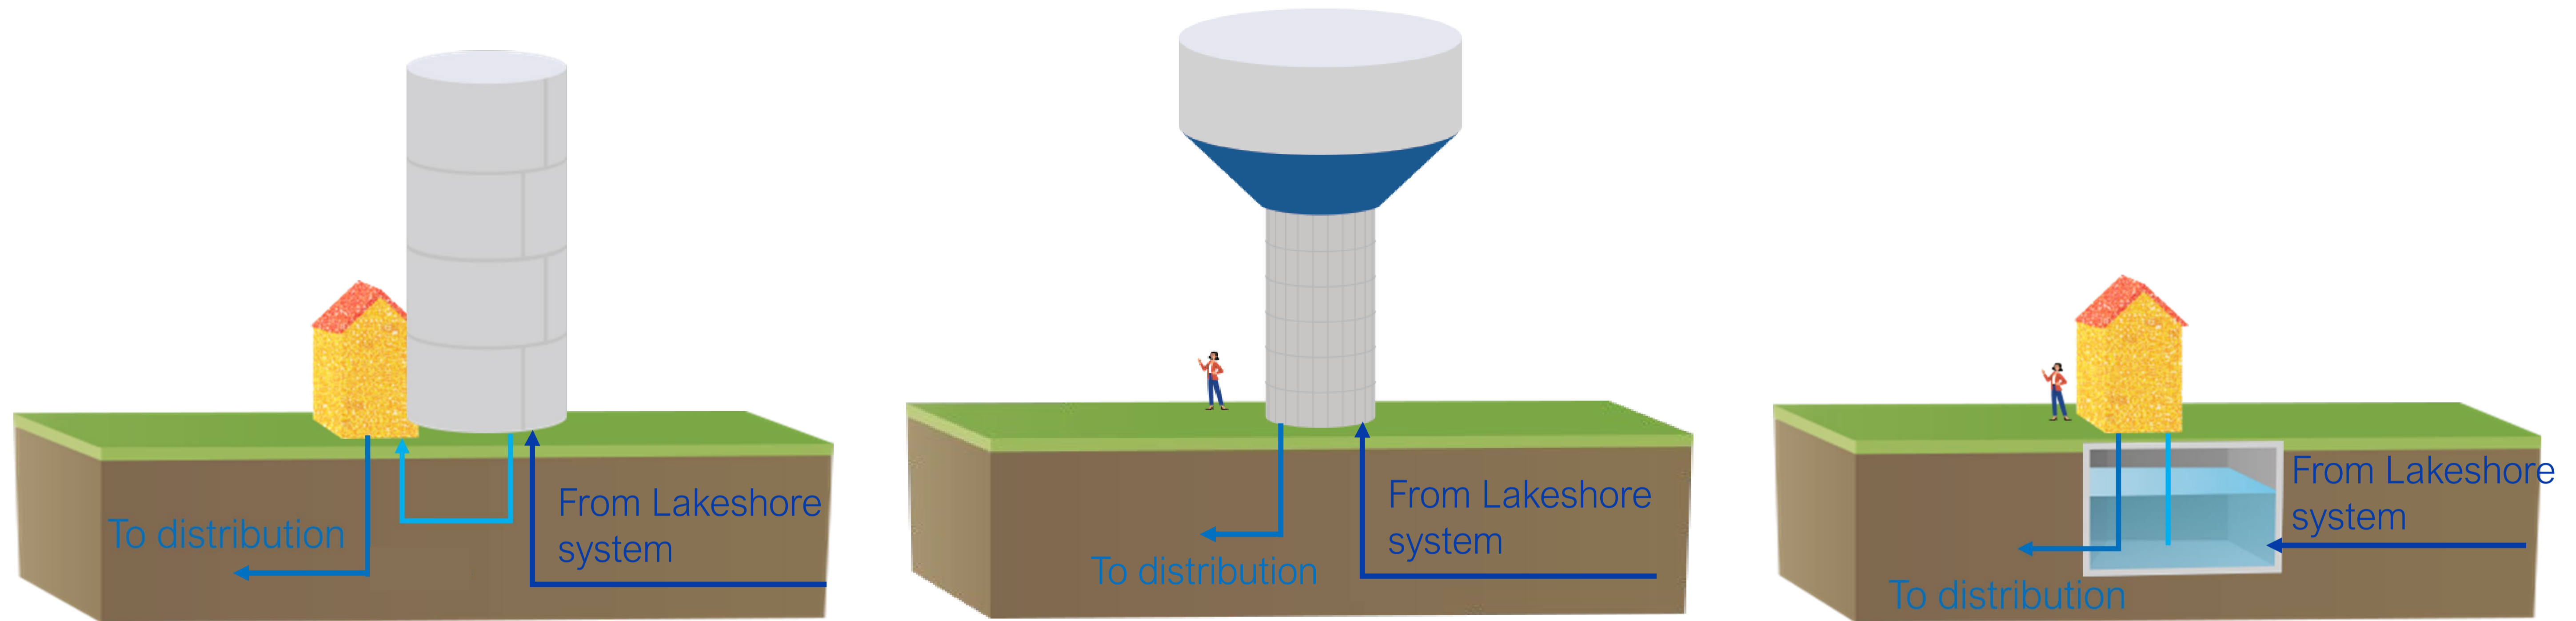 To distribution
From Lakeshore
system
To distribution
From Lakeshore
system
To distribution
From Lakeshore
system